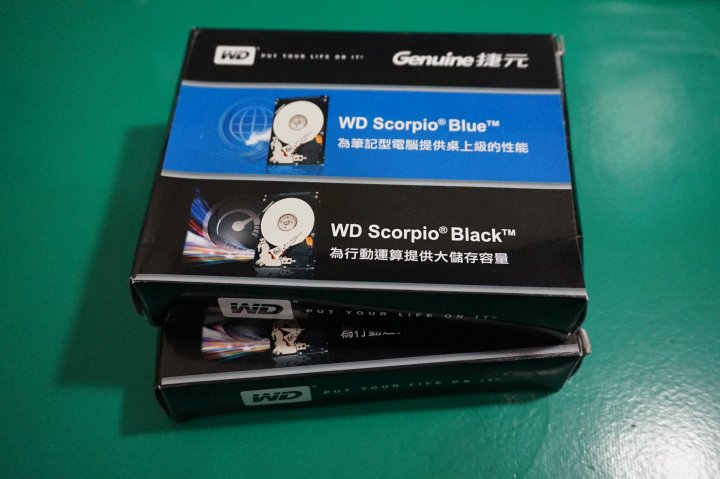 WD® PUT YOUR LIFE ON IT® Genuine捷元
WD Scorpio® Blue™
為筆記型電腦提供桌上級的性能
WD Scorpio® Black™
為行動運算提供大儲存容量
WD® PUT YOUR LIFE ON IT®
為行動
WD® PUT YOUR LIFE ON IT®